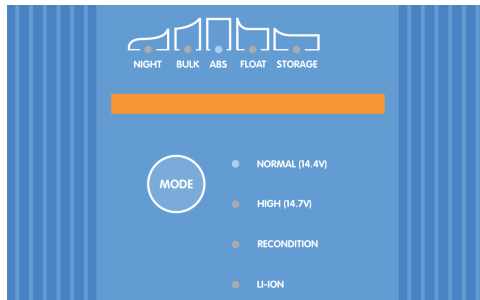 NIGHT BULK ABS FLOAT STORAGE
MODE
NORMAL (14.4V)
HIGH (14.7V)
RECONDITION
LI-ION